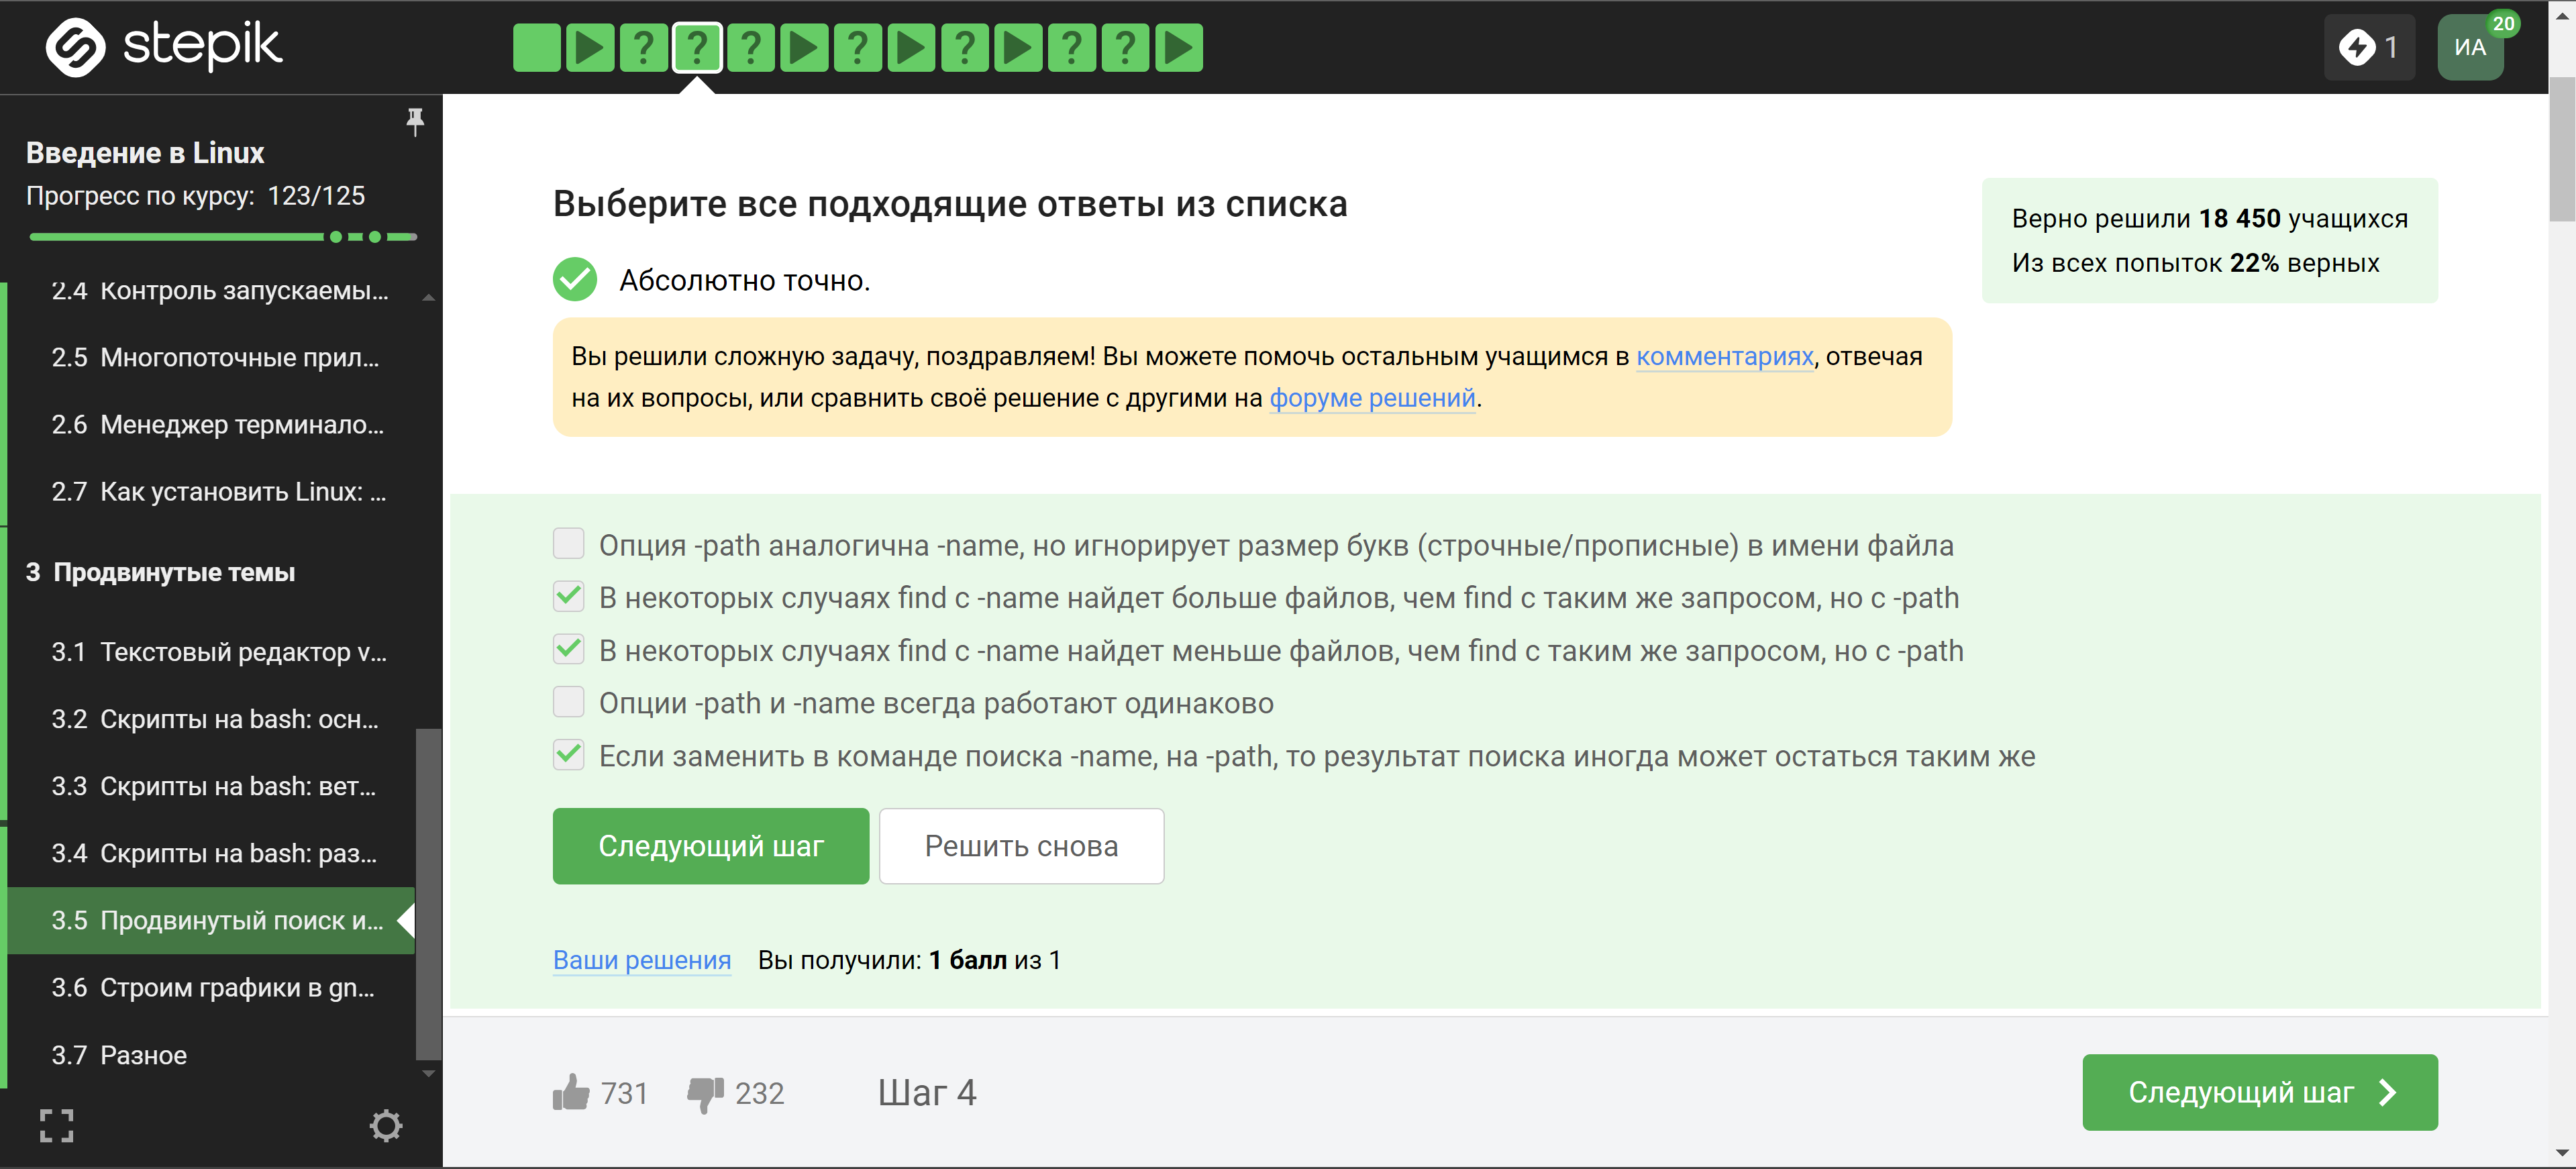 stepik
?
?
?
?
?
?
?
1
ИА
20
Введение в Linux
Прогресс по курсу: 123/125
2.4 Контроль запускаемы...
2.5 Многопоточные прил...
2.6 Менеджер терминало...
2.7 Как установить Linux: ...
3 Продвинутые темы
3.1 Текстовый редактор v...
3.2 Скрипты на bash: осн...
3.3 Скрипты на bash: вет...
3.4 Скрипты на bash: раз...
3.5 Продвинутый поиск и...
3.6 Строим графики в gn...
3.7 Разное
Выберите все подходящие ответы из списка
Абсолютно точно.
Верно решили 18 450 учащихся
Из всех попыток 22% верных
Вы решили сложную задачу, поздравляем! Вы можете помочь остальным учащимся в комментариях, отвечая
на их вопросы, или сравнить своё решение с другими на форуме решений.
Опция -path аналогична -name, но игнорирует размер букв (строчные/прописные) в имени файла
В некоторых случаях find с -name найдет больше файлов, чем find с таким же запросом, но с -path
В некоторых случаях find с -name найдет меньше файлов, чем find с таким же запросом, но с -path
Опции -path и -name всегда работают одинаково
Если заменить в команде поиска -name, на -path, то результат поиска иногда может остаться таким же
Следующий шаг
Решить снова
Ваши решения Вы получили: 1 балл из 1
731
232
Шаг 4
Следующий шаг